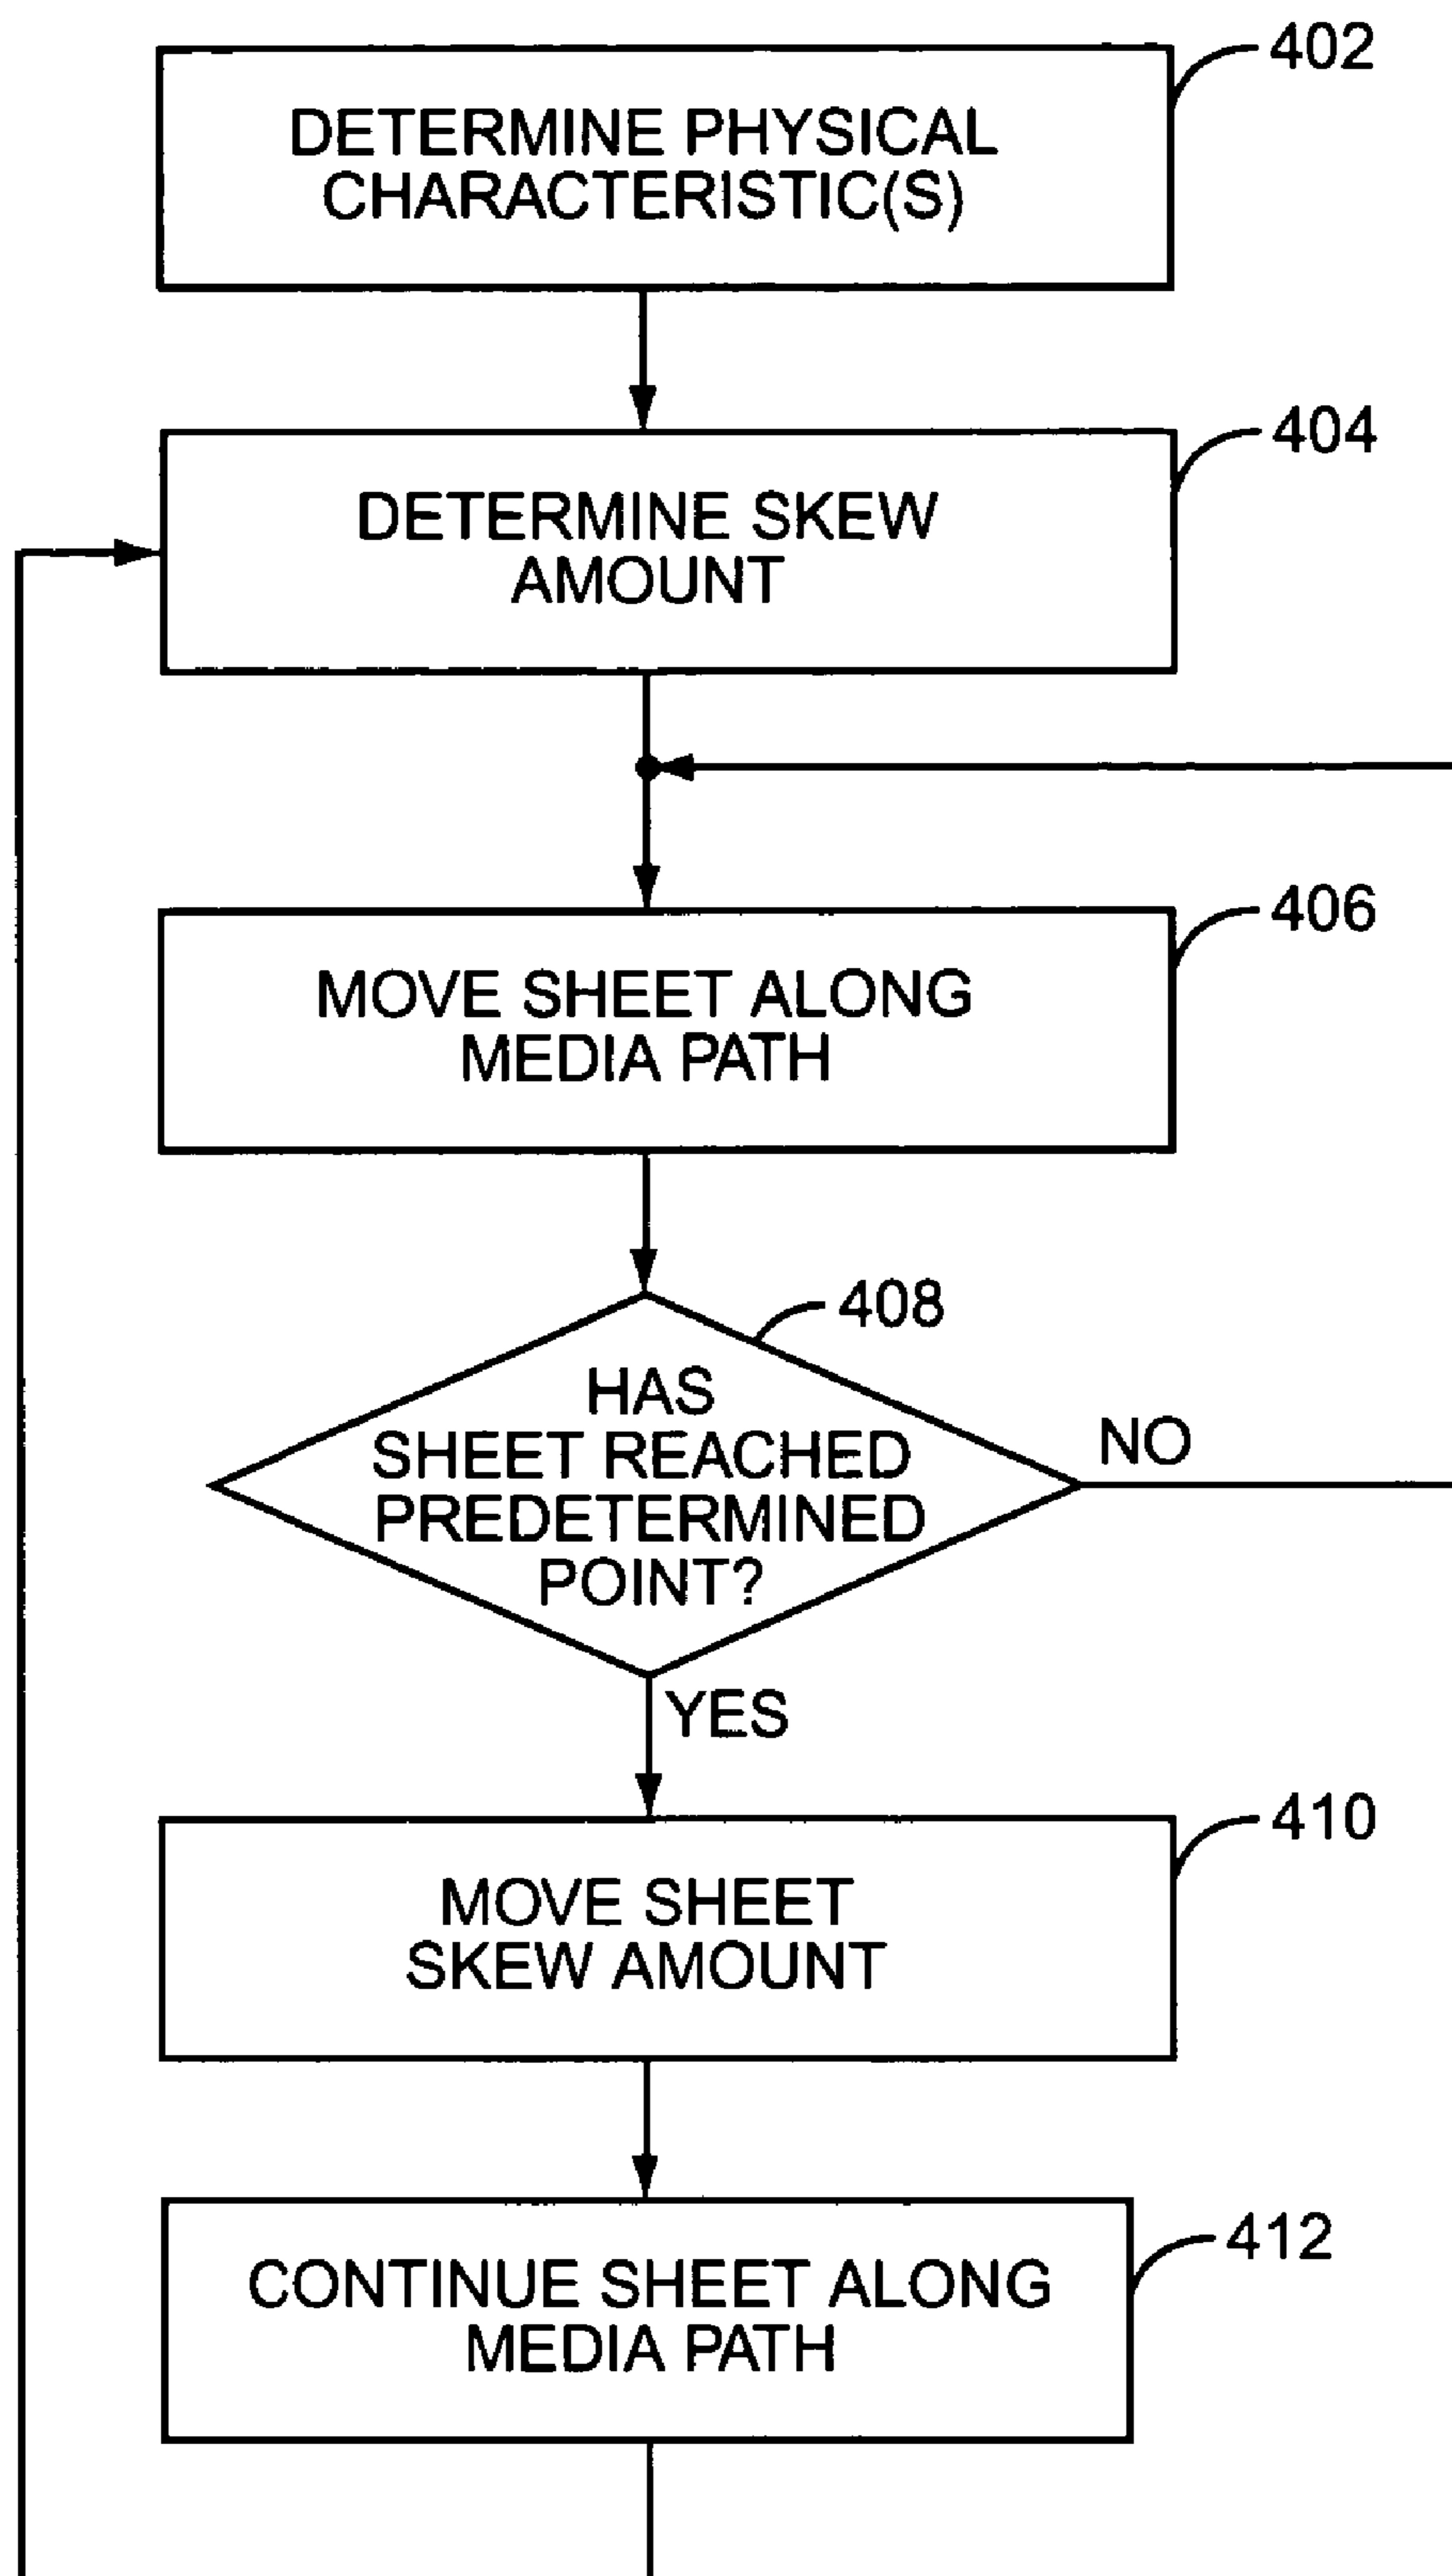 402
DETERMINE PHYSICAL
CHARACTERISTIC(S)
404
DETERMINE SKEW
AMOUNT
406
MOVE SHEET ALONG
MEDIA PATH
408
HAS
SHEET REACHED
PREDETERMINED
POINT?
NO
YES
410
MOVE SHEET
SKEW AMOUNT
412
CONTINUE SHEET ALONG
MEDIA PATH